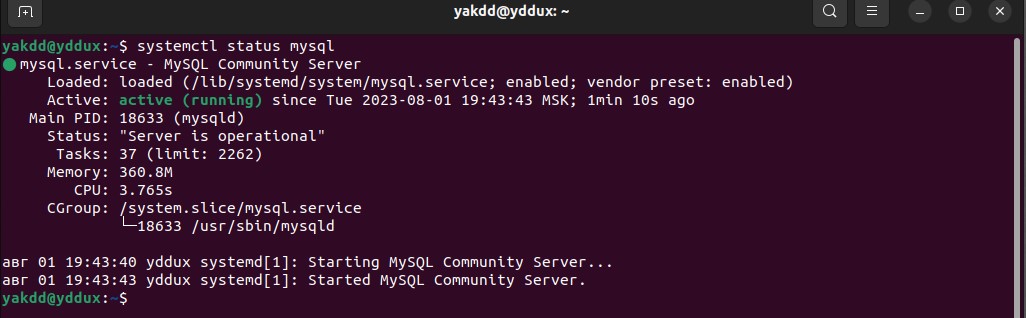 yakdd@yddux: ~
yakdd@yddux:~$ systemctl status mysql
mysql.service - MySQL Community Server
Loaded: loaded (/lib/systemd/system/mysql.service; enabled; vendor preset: enabled)
Active: active (running) since Tue 2023-08-01 19:43:43 MSK; 1min 10s ago
Main PID: 18633 (mysqld)
Status: "Server is operational"
Tasks: 37 (limit: 2262)
Memory: 360.8M
CPU: 3.765s
CGroup: /system.slice/mysql.service
└─18633 /usr/sbin/mysqld
авг 01 19:43:40 yddux systemd[1]: Starting MySQL Community Server...
авг 01 19:43:43 yddux systemd[1]: Started MySQL Community Server.
yakdd@yddux:~$